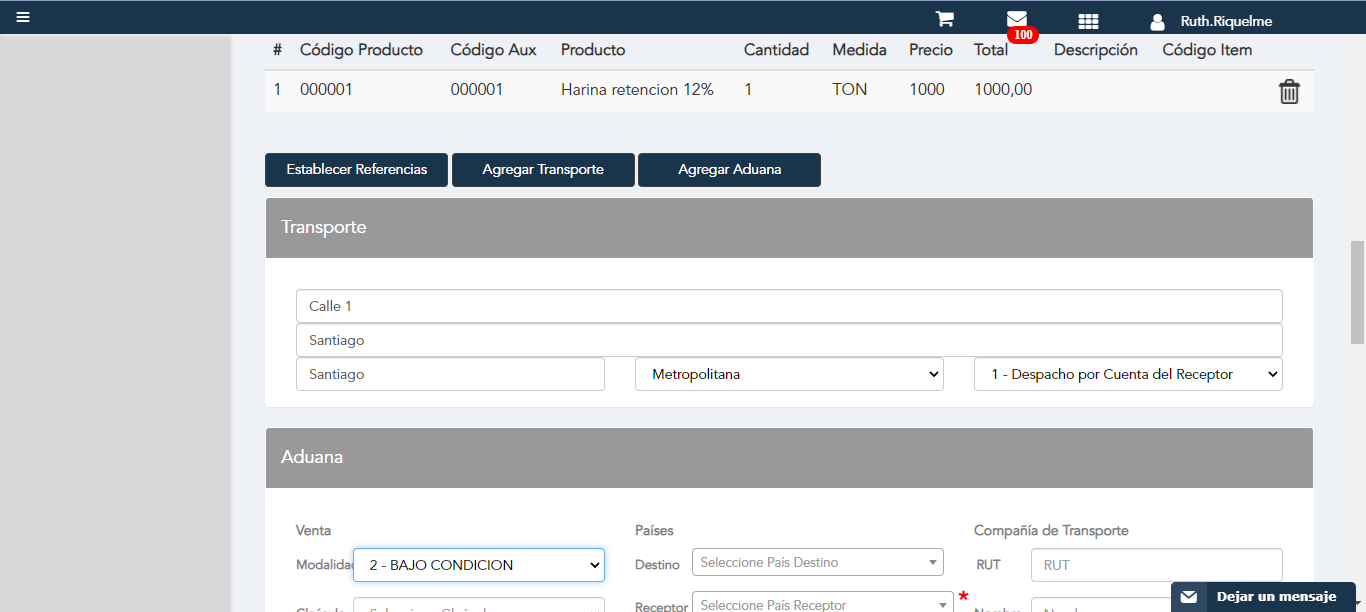 Ruth.Riquelme
100
# Código Producto Código Aux Producto Cantidad Medida Precio Total Descripción Código Item
1 000001 000001 Harina retencion 12% 1 TON 1000 1000,00
Establecer Referencias Agregar Transporte Agregar Aduana
Transporte
Calle 1
Santiago
Santiago Metropolitana 1 - Despacho por Cuenta del Receptor
Aduana
Venta Países Compañía de Transporte
Modalidad 2 - BAJO CONDICION Destino Seleccione País Destino RUT RUT
Receptor Seleccione País Receptor *
Dejar un mensaje